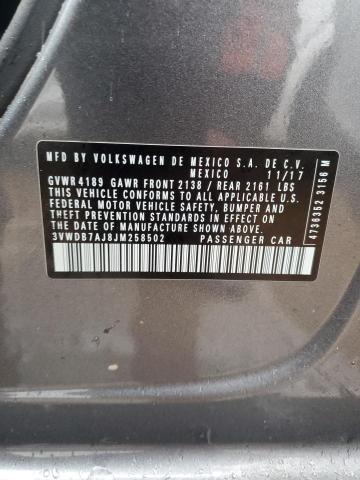 MFD BY VOLKSWAGEN DE MEXICO S.A. DE C.V.
MEXICO 11/17
GVWR 4189 GAWR FRONT 2138 / REAR 2161 LBS
THIS VEHICLE CONFORMS TO ALL APPLICABLE U.S.
FEDERAL MOTOR VEHICLE SAFETY, BUMPER AND
THEFT PREVENTION STANDARDS IN EFFECT ON
THE DATE OF MANUFACTURE SHOWN ABOVE.
3VWDB7AJ8JM258502 PASSENGER CAR
4736352 3156 M